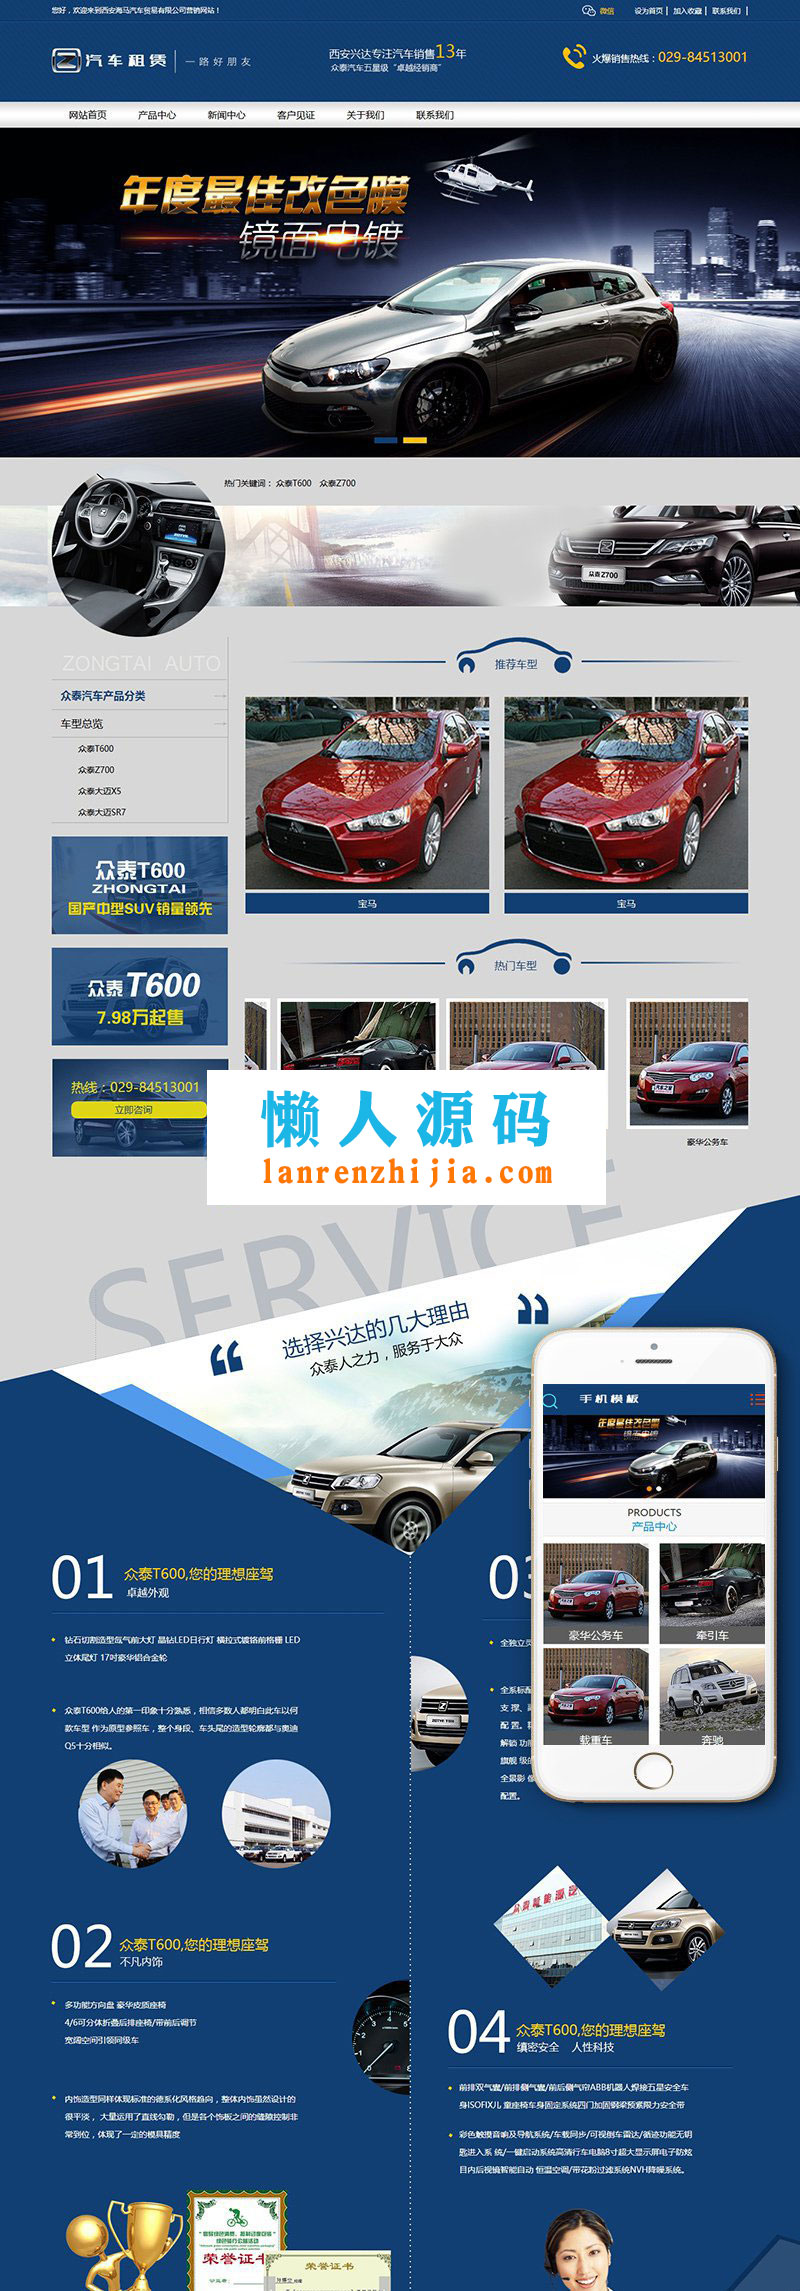 您好，欢迎来到西安海马汽车贸易有限公司营销网站！
微信 设为首页 | 加入收藏 | 联系我们 |
汽车租赁 一路好朋友
西安兴达专注汽车销售13年
众泰汽车五星级“卓越经销商”
火爆销售热线：029-84513001
网站首页 产品中心 新闻中心 客户见证 关于我们 联系我们
年度最佳改色膜
镜面电镀
热门关键词： 众泰T600 众泰Z700
众泰Z700
ZONGTAI AUTO
众泰汽车产品分类
车型总览
众泰T600
众泰Z700
众泰大迈X5
众泰大迈SR7
众泰T600
ZHONGTAI
国产中型SUV销量领先
众泰T600
7.98万起售
热线：029-84513001
立即咨询
推荐车型
宝马 宝马
热门车型
豪华公务车
懒人源码
lanrenzhijia.com
SERVICE
“ 选择兴达的几大理由 ”
众泰人之力，服务于大众
手机模板
年度最佳改色膜
镜面电镀
PRODUCTS
产品中心
豪华公务车 牵引车
载重车 奔驰
01 众泰T600,您的理想座驾
卓越外观
钻石切割造型氙气前大灯 晶钻LED日行灯 横拉式镀铬前格栅 LED
立体尾灯 17吋豪华铝合金轮
众泰T600给人的第一印象十分熟悉，相信多数人都明白此车以何
款车型 作为原型参照车，整个身段、车头尾的造型轮廓都与奥迪
Q5十分相似。
02 众泰T600,您的理想座驾
不凡内饰
多功能方向盘 豪华皮质座椅
4/6可分体折叠后排座椅/带前后调节
宽阔空间引领同级车
内饰造型同样体现标准的德系化风格趋向，整体内饰虽然设计的
很平淡， 大量运用了直线勾勒，但是各个饰板之间的缝隙控制非
常到位，体现了一定的模具精度
03
全独立
全系标配
支撑、
配置。
解锁 功
旗舰 级的
全景影 像
配置。
04 众泰T600,您的理想座驾
缜密安全 人性科技
前排双气囊/前排侧气囊/前后侧气帘ABB机器人焊接五星安全车
身ISOFIX儿 童座椅车身固定系统四门加固钢梁预紧限力安全带
彩色触摸音响及导航系统/车载同步/可视倒车雷达/循迹功能无钥
匙进入系 统/一键启动系统高清行车电脑8寸超大显示屏电子防炫
目内后视镜智能自动 恒温空调/带花粉过滤系统NVH降噪系统。
荣誉证书
荣誉证书